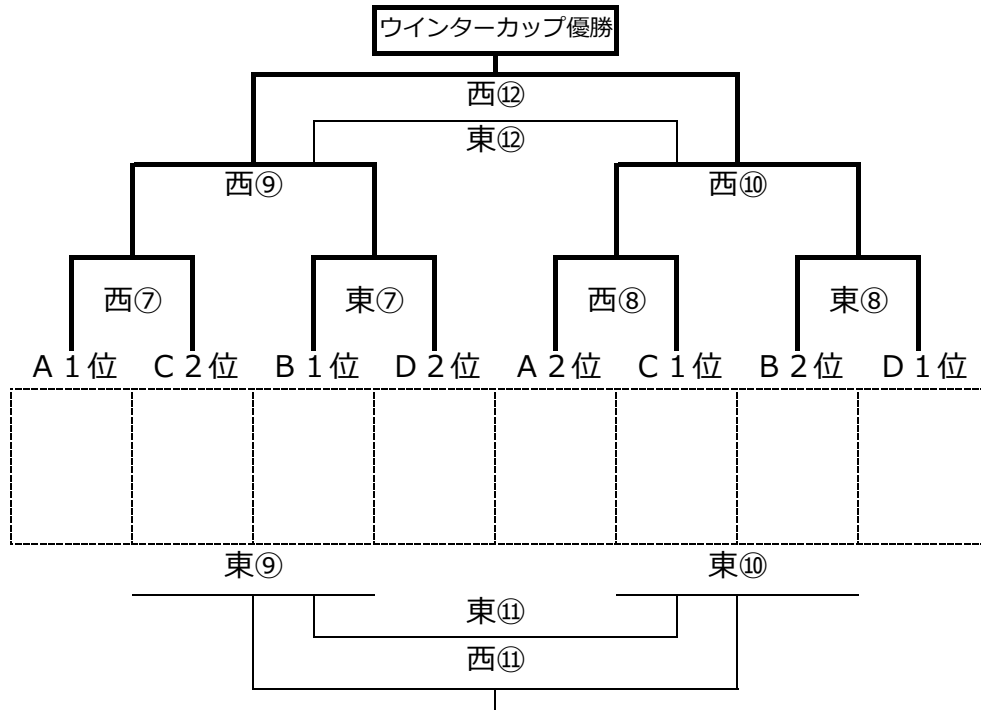 ウインターカップ優勝
西⑫
東⑫
西⑨ 西⑩
西⑦ 東⑦ 西⑧ 東⑧
A１位 C２位 B１位 D２位 A２位 C１位 B２位 D１位
東⑨ 東⑩
東⑪
西⑪